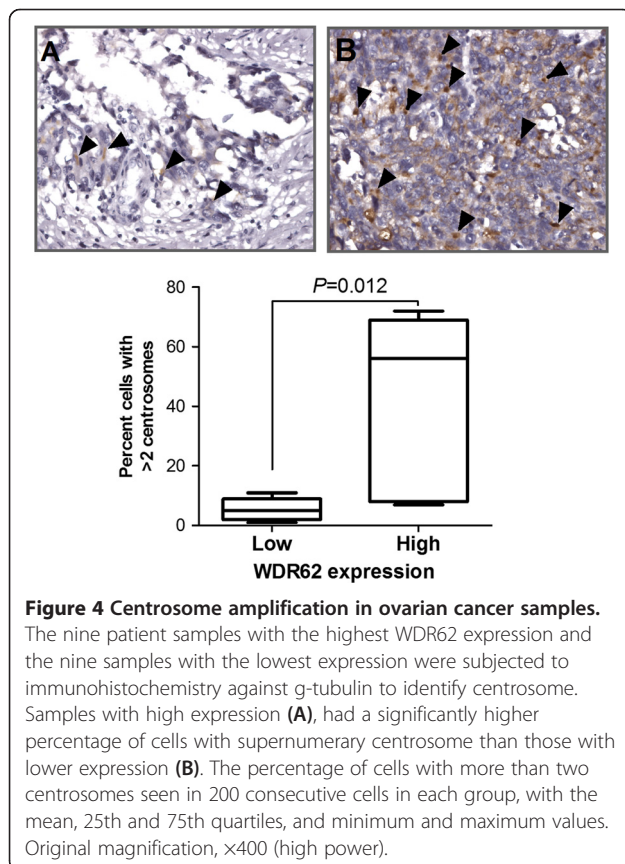 A
B
80
P=0.012
60
40
20
0
Percent cells with
>2 centrosomes
Low
High
WDR62 expression
Figure 4 Centrosome amplification in ovarian cancer samples.
The nine patient samples with the highest WDR62 expression and
the nine samples with the lowest expression were subjected to
immunohistochemistry against g-tubulin to identify centrosome.
Samples with high expression (A), had a significantly higher
percentage of cells with supernumerary centrosome than those with
lower expression (B). The percentage of cells with more than two
centrosomes seen in 200 consecutive cells in each group, with the
mean, 25th and 75th quartiles, and minimum and maximum values.
Original magnification, ×400 (high power).